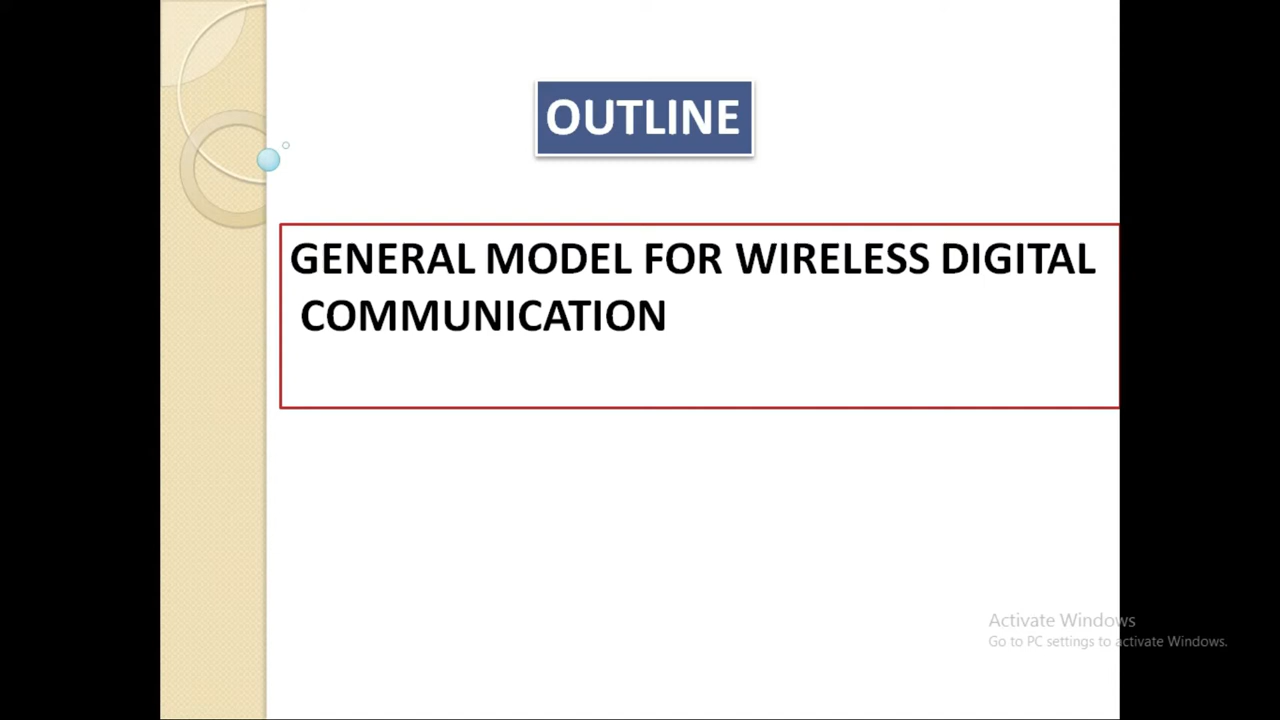 OUTLINE
GENERAL MODEL FOR WIRELESS DIGITAL
COMMUNICATION
Activate Windows
Go to PC settings to activate Windows.